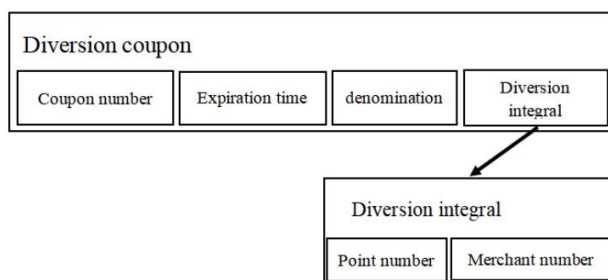 Diversion coupon
Coupon number
Expiration time
denomination
Diversion
integral
Diversion integral
Point number
Merchant number